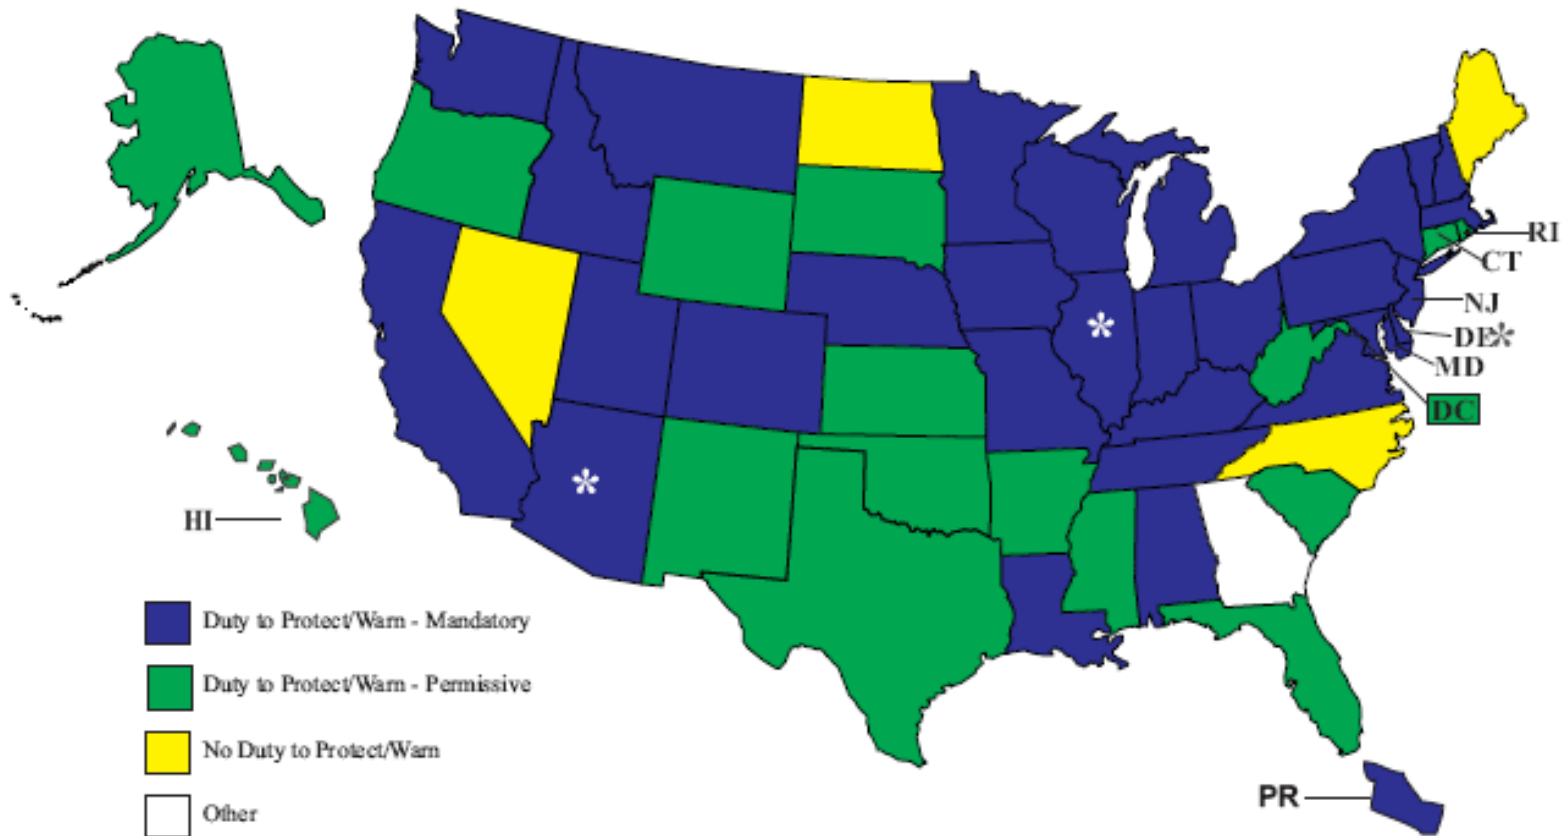 RI
CT
NJ
DE*
MD
DC
*
*
HI
Duty to Protect/Warn - Mandatory
Duty to Protect/Warn - Permissive
No Duty to Protect/Warn
Other
PR